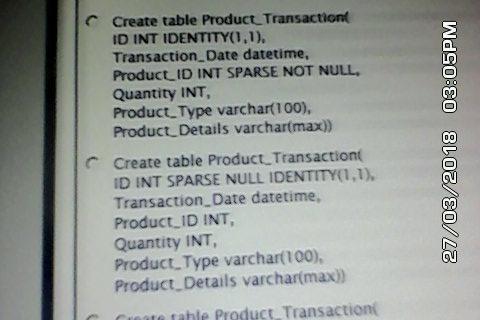 Create table Product_Transaction(
ID INT IDENTITY(1,1),
Transaction_Date datetime,
Product_ID INT SPARSE NOT NULL,
Quantity INT,
Product_Type varchar(100),
Product_Details varchar(max))
Create table Product_Transaction(
ID INT SPARSE NULL IDENTITY(1,1),
Transaction_Date datetime,
Product_ID INT,
Quantity INT,
Product_Type varchar(100),
Product_Details varchar(max))
Create table Product_Transaction(
27/03/2018 03:05PM